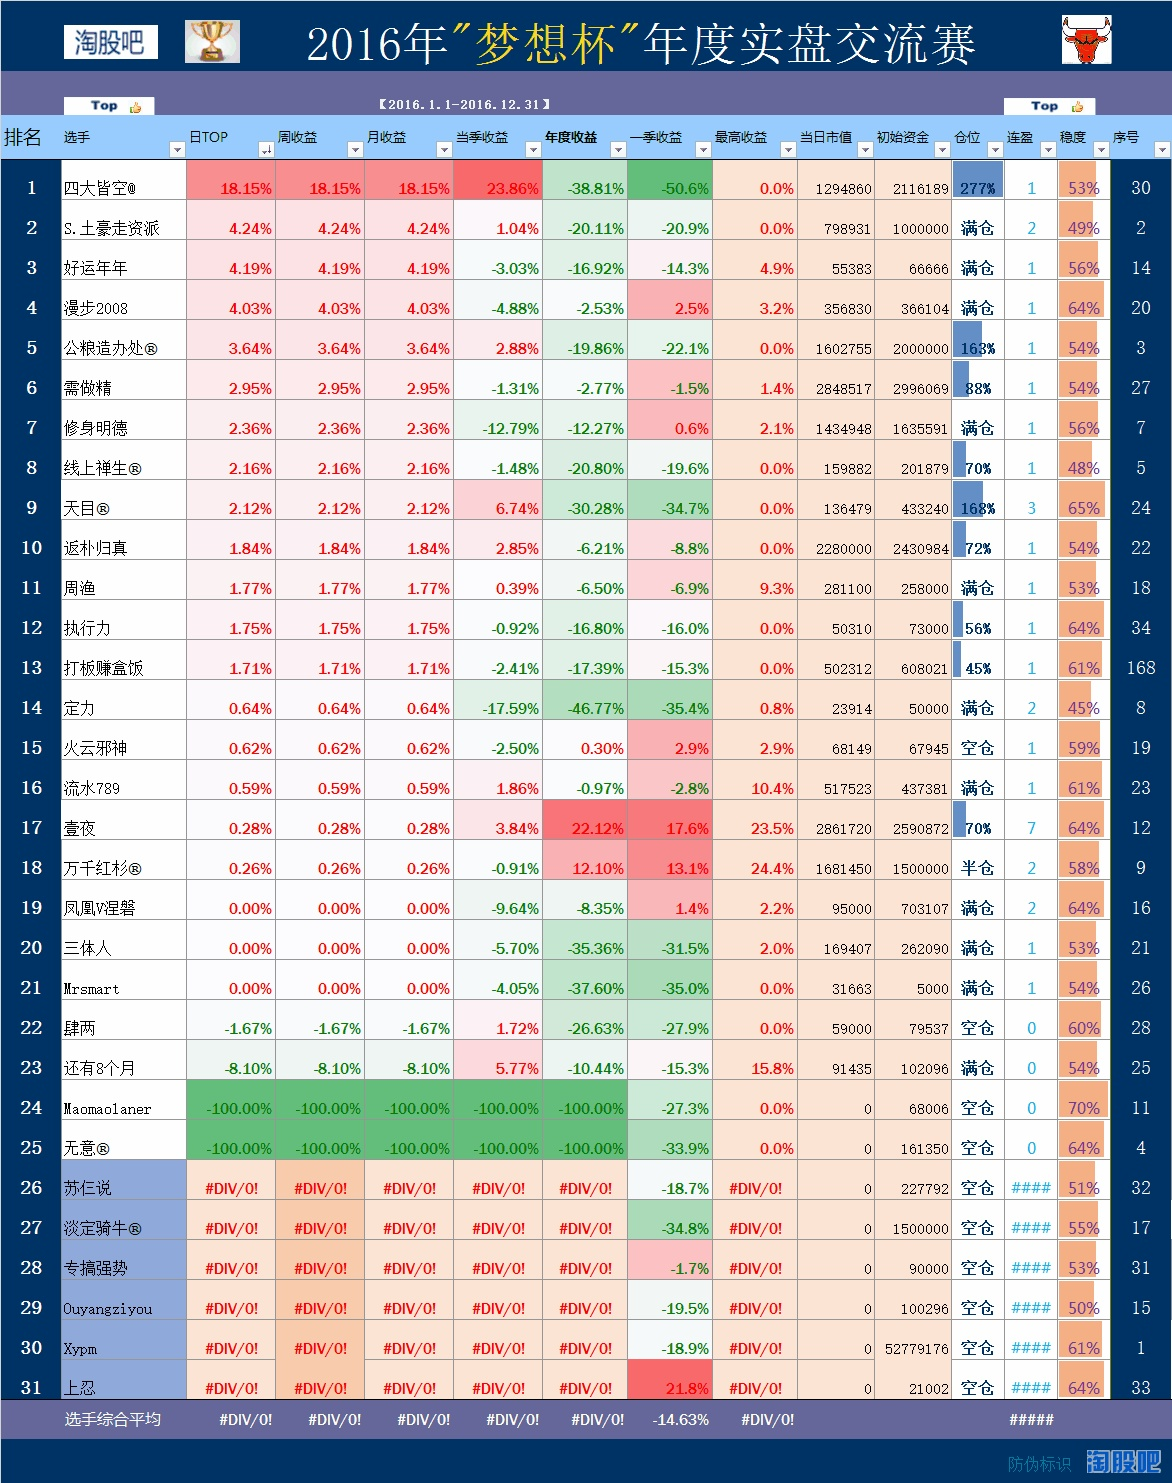 淘股吧 2016年"梦想杯"年度实盘交流赛
Top 【2016.1.1-2016.12.31】 Top
排名 选手 日TOP 周收益 月收益 当季收益 年度收益 一季收益 最高收益 当日市值 初始资金 仓位 连盈 稳度 序号
1 四大皆空@ 18.15% 18.15% 18.15% 23.86% -38.81% -50.6% 0.0% 1294860 2116189 277% 1 53% 30
2 S.土豪走资派 4.24% 4.24% 4.24% 1.04% -20.11% -20.9% 0.0% 798931 1000000 满仓 2 49% 2
3 好运年年 4.19% 4.19% 4.19% -3.03% -16.92% -14.3% 4.9% 55383 66666 满仓 1 56% 14
4 漫步2008 4.03% 4.03% 4.03% -4.88% -2.53% 2.5% 3.2% 356830 366104 满仓 1 64% 20
5 公粮造办处® 3.64% 3.64% 3.64% 2.88% -19.86% -22.1% 0.0% 1602755 2000000 163% 1 54% 3
6 需做精 2.95% 2.95% 2.95% -1.31% -2.77% -1.5% 1.4% 2848517 2996069 88% 1 54% 27
7 修身明德 2.36% 2.36% 2.36% -12.79% -12.27% 0.6% 2.1% 1434948 1635591 满仓 1 56% 7
8 线上禅生® 2.16% 2.16% 2.16% -1.48% -20.80% -19.6% 0.0% 159882 201879 70% 1 48% 5
9 天目® 2.12% 2.12% 2.12% 6.74% -30.28% -34.7% 0.0% 136479 433240 168% 3 65% 24
10 返朴归真 1.84% 1.84% 1.84% 2.85% -6.21% -8.8% 0.0% 2280000 2430984 72% 1 54% 22
11 周渔 1.77% 1.77% 1.77% 0.39% -6.50% -6.9% 9.3% 281100 258000 满仓 1 53% 18
12 执行力 1.75% 1.75% 1.75% -0.92% -16.80% -16.0% 0.0% 50310 73000 56% 1 64% 34
13 打板赚盒饭 1.71% 1.71% 1.71% -2.41% -17.39% -15.3% 0.0% 502312 608021 45% 1 61% 168
14 定力 0.64% 0.64% 0.64% -17.59% -46.77% -35.4% 0.8% 23914 50000 满仓 2 45% 8
15 火云邪神 0.62% 0.62% 0.62% -2.50% 0.30% 2.9% 2.9% 68149 67945 空仓 1 59% 19
16 流水789 0.59% 0.59% 0.59% 1.86% -0.97% -2.8% 10.4% 517523 437381 满仓 1 61% 23
17 壹夜 0.28% 0.28% 0.28% 3.84% 22.12% 17.6% 23.5% 2861720 2590872 70% 7 64% 12
18 万千红杉® 0.26% 0.26% 0.26% -0.91% 12.10% 13.1% 24.4% 1681450 1500000 半仓 2 58% 9
19 凤凰V涅磐 0.00% 0.00% 0.00% -9.64% -8.35% 1.4% 2.2% 95000 703107 满仓 2 64% 16
20 三体人 0.00% 0.00% 0.00% -5.70% -35.36% -31.5% 2.0% 169407 262090 满仓 1 53% 21
21 Mrsmart 0.00% 0.00% 0.00% -4.05% -37.60% -35.0% 0.0% 31663 5000 满仓 1 54% 26
22 肆两 -1.67% -1.67% -1.67% 1.72% -26.63% -27.9% 0.0% 59000 79537 空仓 0 60% 28
23 还有8个月 -8.10% -8.10% -8.10% 5.77% -10.44% -15.3% 15.8% 91435 102096 满仓 0 54% 25
24 Maomaolaner -100.00% -100.00% -100.00% -100.00% -100.00% -27.3% 0.0% 0 68006 空仓 0 70% 11
25 无意® -100.00% -100.00% -100.00% -100.00% -100.00% -33.9% 0.0% 0 161350 空仓 0 64% 4
26 苏仨说 #DIV/0! #DIV/0! #DIV/0! #DIV/0! #DIV/0! -18.7% #DIV/0! 0 227792 空仓 #### 51% 32
27 淡定骑牛® #DIV/0! #DIV/0! #DIV/0! #DIV/0! #DIV/0! -34.8% #DIV/0! 0 1500000 空仓 #### 55% 17
28 专搞强势 #DIV/0! #DIV/0! #DIV/0! #DIV/0! #DIV/0! -1.7% #DIV/0! 0 90000 空仓 #### 53% 31
29 Ouyangziyou #DIV/0! #DIV/0! #DIV/0! #DIV/0! #DIV/0! -19.5% #DIV/0! 0 100296 空仓 #### 50% 15
30 Xypm #DIV/0! #DIV/0! #DIV/0! #DIV/0! #DIV/0! -18.9% #DIV/0! 0 52779176 空仓 #### 61% 1
31 上忍 #DIV/0! #DIV/0! #DIV/0! #DIV/0! #DIV/0! 21.8% #DIV/0! 0 21002 空仓 #### 64% 33
选手综合平均 #DIV/0! #DIV/0! #DIV/0! #DIV/0! #DIV/0! -14.63% #DIV/0! #####
防伪标识 淘股吧